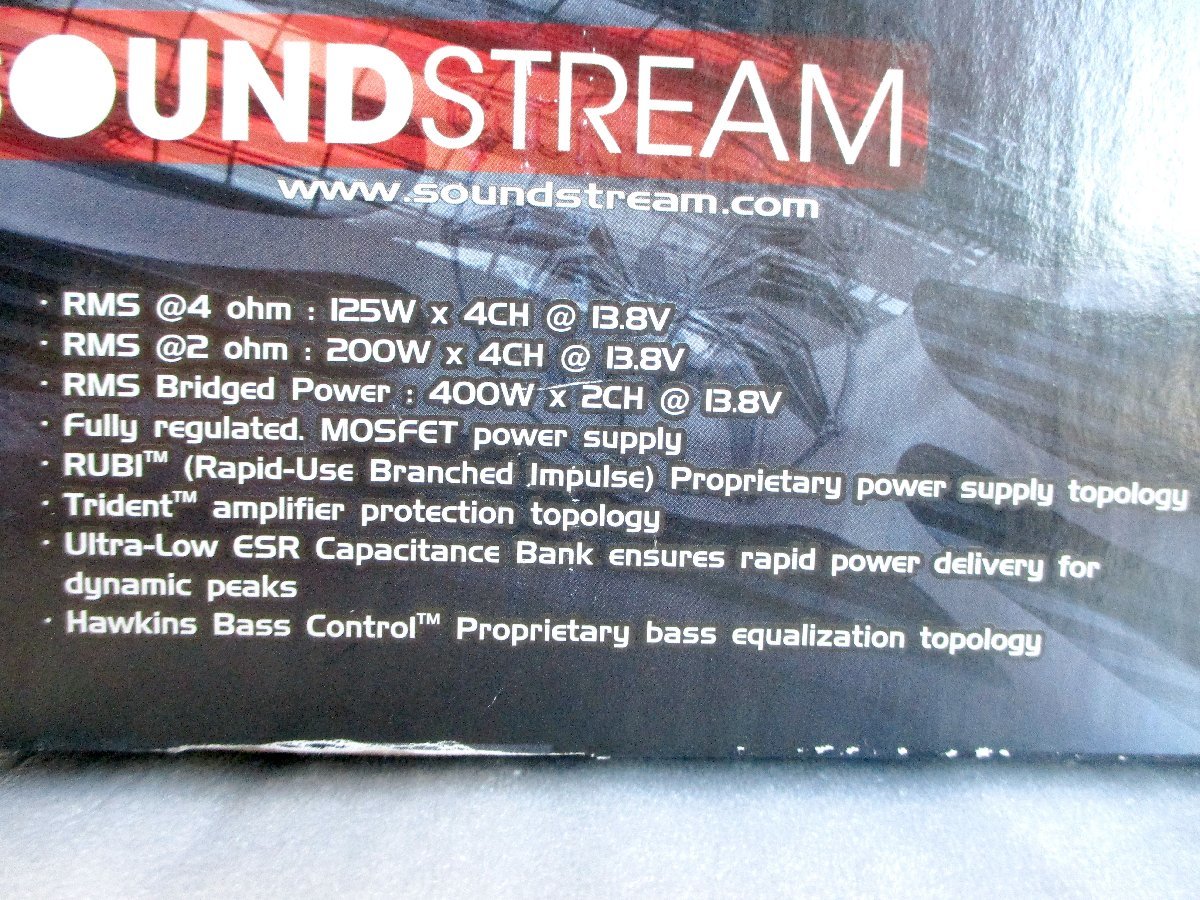 SOUNDSTREAM
www.soundstream.com
· RMS @4 ohm : 125W x 4CH @ 13.8V
· RMS @2 ohm : 200W x 4CH @ 13.8V
· RMS Bridged Power : 400W x 2CH @ 13.8V
· Fully regulated. MOSFET power supply
· RUBI™ (Rapid-Use Branched Impulse) Proprietary power supply topology
· Trident™ amplifier protection topology
· Ultra-Low ESR Capacitance Bank ensures rapid power delivery for
dynamic peaks
· Hawkins Bass Control™ Proprietary bass equalization topology